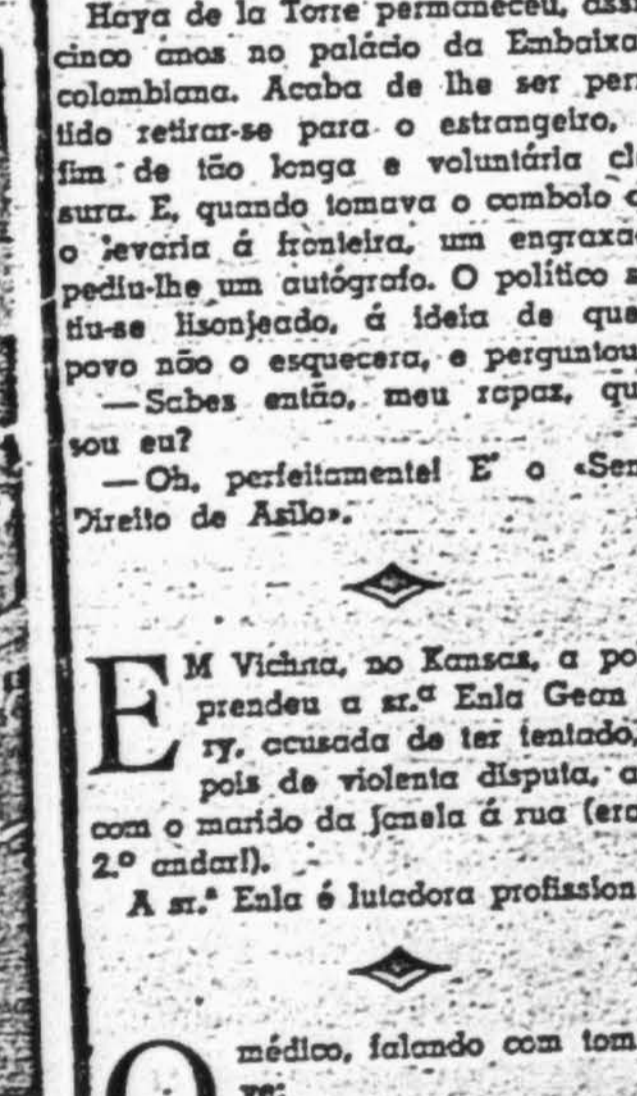 Haya de la Torre permaneceu, assi
cinco ános no palácio da Embaixa
colombiana. Acaba de lhe ser per
tido retirar-se para o estrangeiro,
fim de tão longa e voluntária cl
sura. E, quando tomava o comboio
o levaria á fronteira, um engraxa
pediu-lhe um autógrafo. O político s
tiu-se lisonjeado, á ideia de que
povo não o esquecera, e perguntou
—Sabes então, meu rapaz, qu
sou eu?
—Oh, perfeitamente! E' o «Sen
Direito de Asilo».
EM Vichna, no Kansas, a po
prendeu a sr.ª Enla Gean
ry, acusada de ter tentado,
pois de violenta disputa, a
com o marido da janela á rua (era
2.º andar!).
A sr.ª Enla é lutadora profission
O médico, falando com tom
ve: